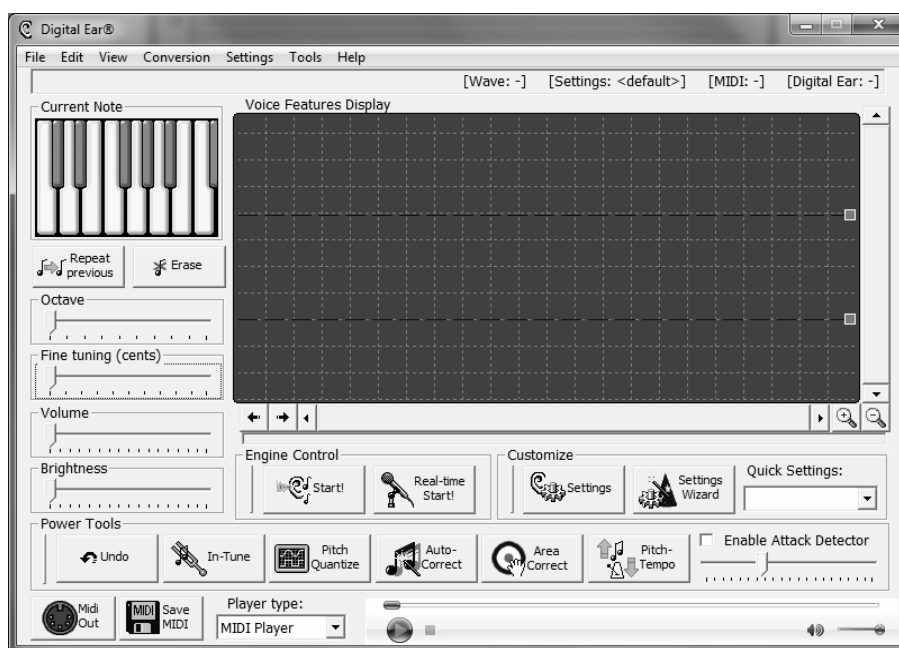 Digital Ear®
File Edit View Conversion Settings Tools Help
[Wave: -] [Settings: <default>] [MIDI: -] [Digital Ear: -]
Current Note
Voice Features Display
Repeat
previous
Erase
Octave
Fine tuning (cents)
Volume
Brightness
Engine Control
Start!
Real-time
Start!
Customize
Settings
Settings
Wizard
Quick Settings:
Power Tools
Undo
In-Tune
Pitch
Quantize
Auto-
Correct
Area
Correct
Pitch-
Tempo
Enable Attack Detector
Midi
Out
MIDI
Save
MIDI
Player type:
MIDI Player